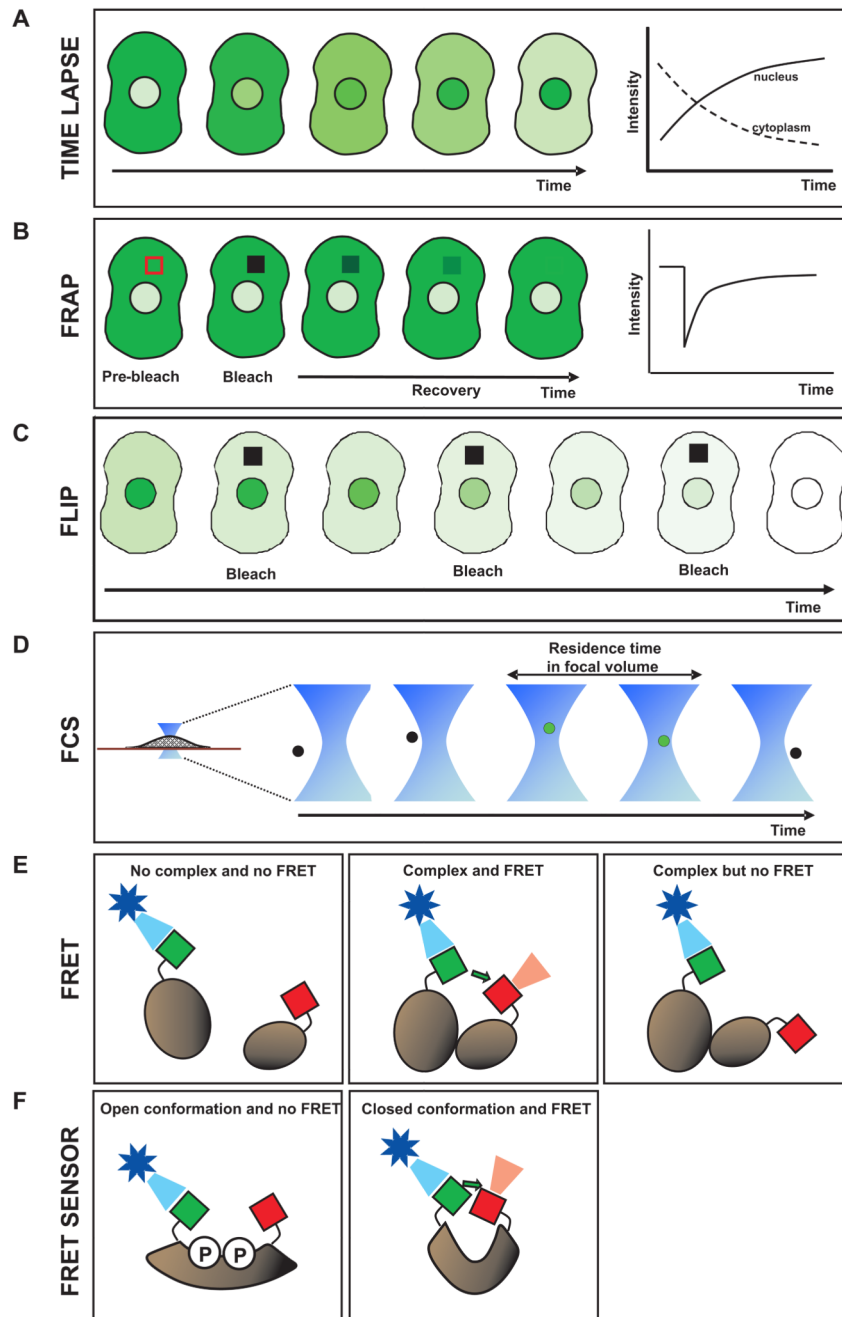 A
TIME LAPSE
Time
Intensity
nucleus
cytoplasm
Time
B
FRAP
Pre-bleach
Bleach
Recovery
Time
Intensity
Time
C
FLIP
Bleach
Bleach
Bleach
Time
D
FCS
Residence time
in focal volume
Time
E
FRET
No complex and no FRET
Complex and FRET
Complex but no FRET
F
FRET SENSOR
Open conformation and no FRET
P P
Closed conformation and FRET